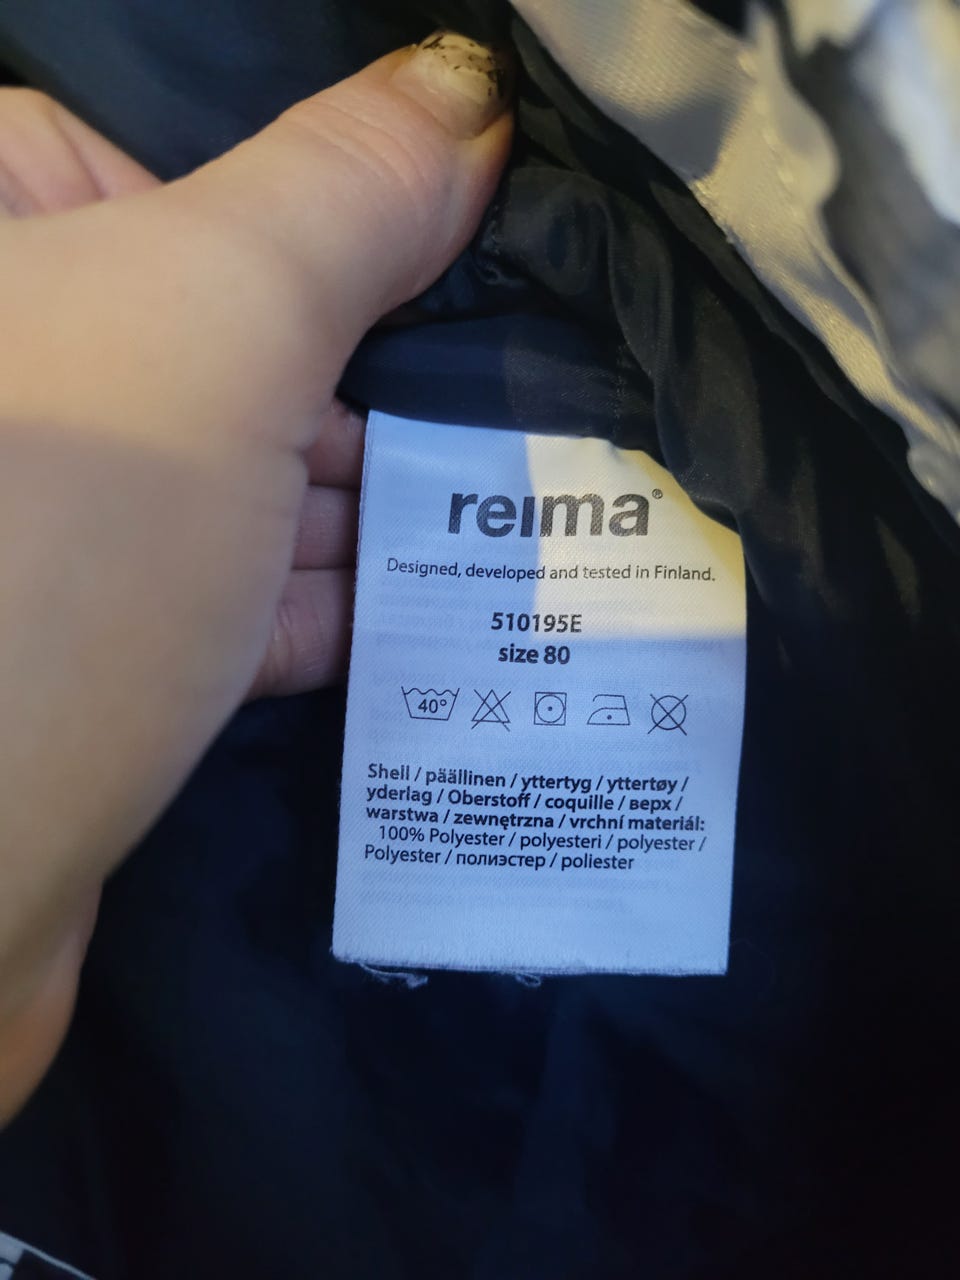 reima®
Designed, developed and tested in Finland.
510195E
size 80
40°
Shell / päällinen / yttertyg / yttertøy /
yderlag / Oberstoff / coquille / верх /
warstwa / zewnętrzna / vrchní materiál:
100% Polyester / polyesteri / polyester /
Polyester / полиэстер / poliester